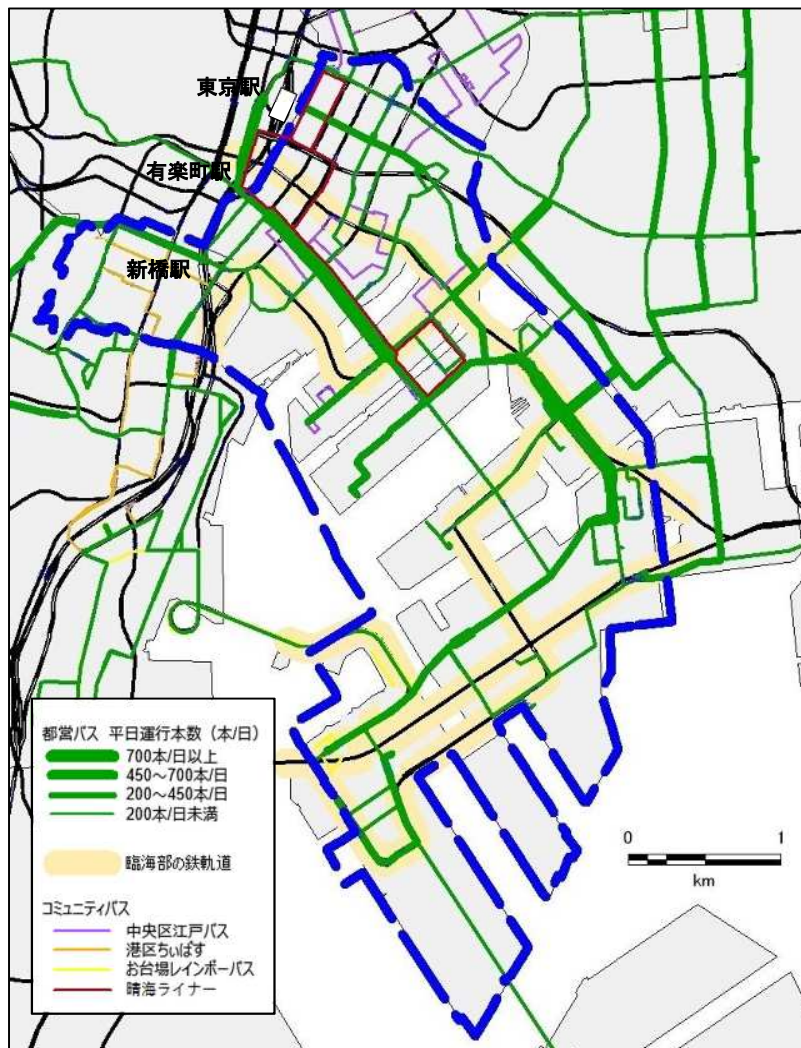 東京駅
有楽町駅
新橋駅
都営バス 平日運行本数（本/日）
700本/日以上
450～700本/日
200～450本/日
200本/日未満
臨海部の鉄軌道
コミュニティバス
中央区江戸バス
港区ちぃばす
お台場レインボーバス
晴海ライナー
0 1
km